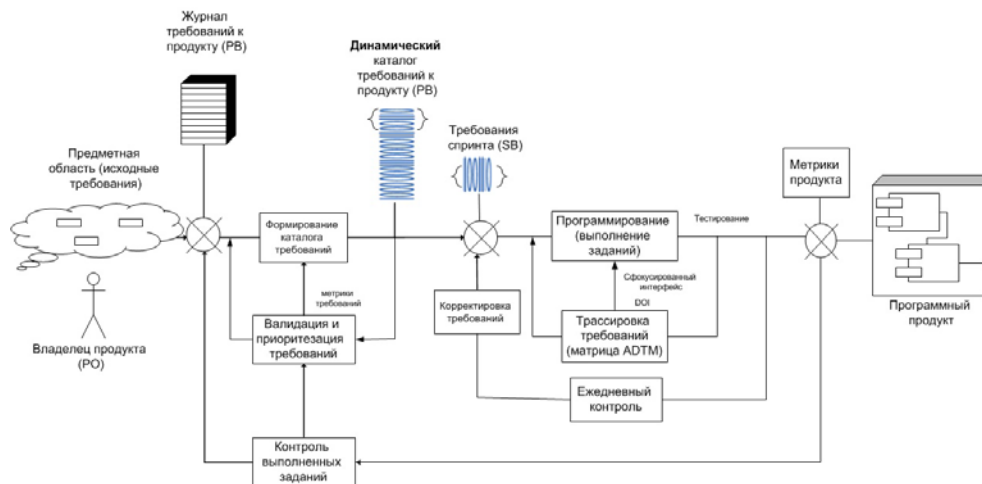 Журнал
требований к
продукту (PB)
Динамический
каталог
требований к
продукту (PB)
Требования
спринта (SB)
Предметная
область (исходные
требования)
Метрики
продукта
Формирование
каталога
требований
Программирование
(выполнение
заданий)
Тестирование
Сфокусированный
интерфейс
DOI
метрики
требований
Корректировка
требований
Трассировка
требований
(матрица ADTM)
Программный
продукт
Валидация и
приоритезация
требований
Владелец продукта
(PO)
Ежедневный
контроль
Контроль
выполненных
заданий